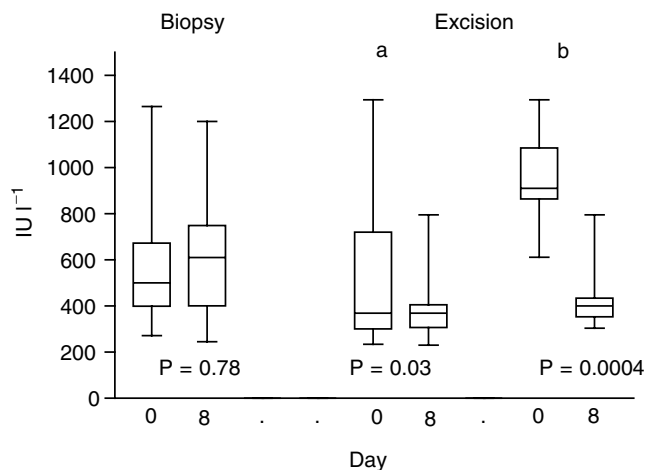 Biopsy Excision
a b
1400
1200
1000
800
600
400
200
0
IU l⁻¹
P = 0.78 P = 0.03 P = 0.0004
0 8 . . 0 8 . 0 8
Day